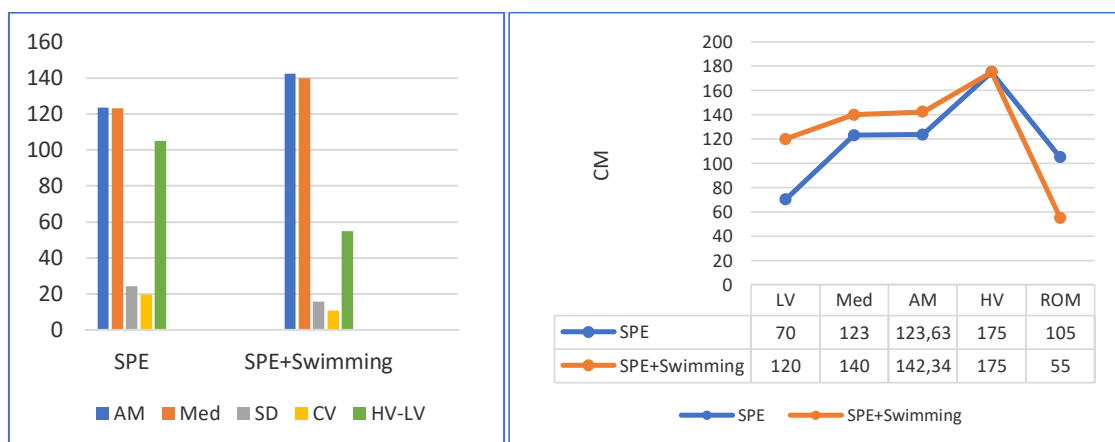 160
140
120
100
80
60
40
20
0
SPE SPE+Swimming
AM Med SD CV HV-LV
CM
200
180
160
140
120
100
80
60
40
20
0
LV Med AM HV ROM
SPE 70 123 123,63 175 105
SPE+Swimming 120 140 142,34 175 55
SPE SPE+Swimming